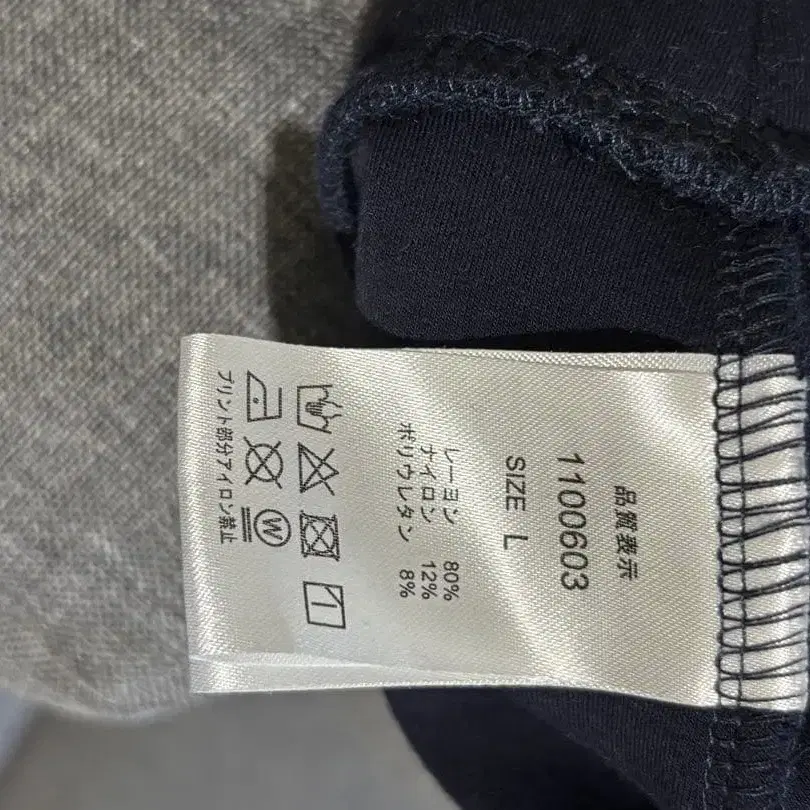 品質表示
1100603
SIZE L
レーヨン 80%
ナイロン 12%
ポリウレタン 8%
W
プリント部分アイロン禁止